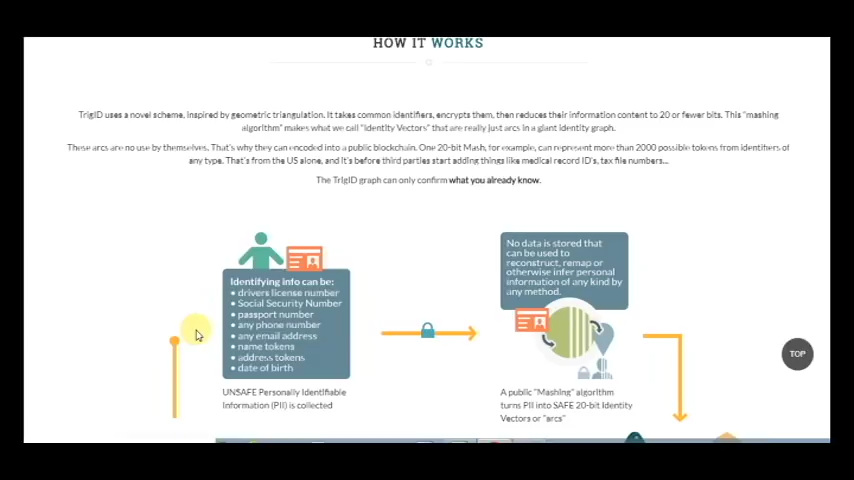 HOW IT WORKS
TrigID uses a novel scheme, inspired by geometric triangulation. It takes common identifiers, encrypts them, then reduces their information content to 20 or fewer bits. This "mashing
algorithm" makes what we call "Identity Vectors" that are really just arcs in a giant identity graph.
These arcs are no use by themselves. That's why they can encoded into a public blockchain. One 20-bit Mash, for example, can represent more than 2000 possible tokens from identifiers of
any type. That's from the US alone, and it's before third parties start adding things like medical record ID's, tax file numbers...
The TrigID graph can only confirm what you already know.
Identifying info can be:
• drivers license number
• Social Security Number
• passport number
• any phone number
• any email address
• name tokens
• address tokens
• date of birth
UNSAFE Personally Identifiable
Information (PII) is collected
No data is stored that
can be used to
reconstruct, remap or
otherwise infer personal
information of any kind by
any method.
A public "Mashing" algorithm
turns PII into SAFE 20-bit Identity
Vectors or "arcs"
TOP